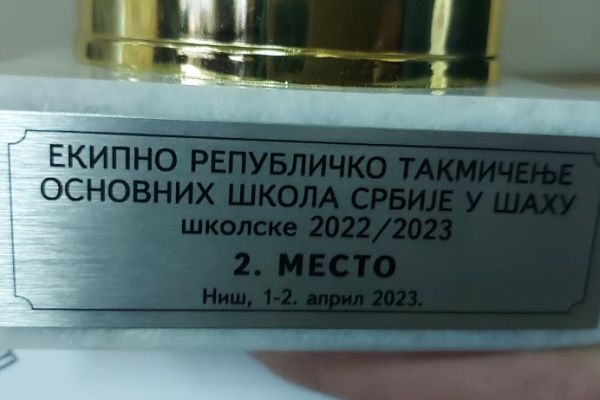 ЕКИПНО РЕПУБЛИЧКО ТАКМИЧЕЊЕ
ОСНОВНИХ ШКОЛА СРБИЈЕ У ШАХУ
школске 2022/2023
2. МЕСТО
Ниш, 1-2. април 2023.